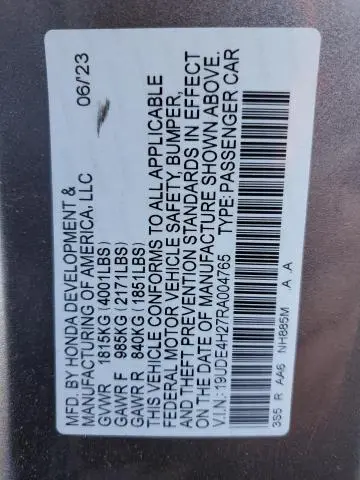 MFD. BY HONDA DEVELOPMENT & 06/23
MANUFACTURING OF AMERICA, LLC
GVWR 1815KG(4001LBS)
GAWR F 985KG(2171LBS)
GAWR R 840KG(1851LBS)
THIS VEHICLE CONFORMS TO ALL APPLICABLE
FEDERAL MOTOR VEHICLE SAFETY, BUMPER,
AND THEFT PREVENTION STANDARDS IN EFFECT
ON THE DATE OF MANUFACTURE SHOWN ABOVE.
V.I.N: 19UDE4H27RA004765 TYPE: PASSENGER CAR
3S5 R AA6 NH885M A .A